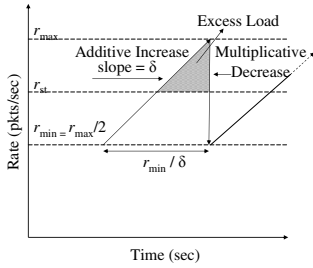 Excess Load
r_max
Additive Increase
slope = δ
Multiplicative
Decrease
r_st
r_min = r_max/2
r_min / δ
Rate (pkts/sec)
Time (sec)